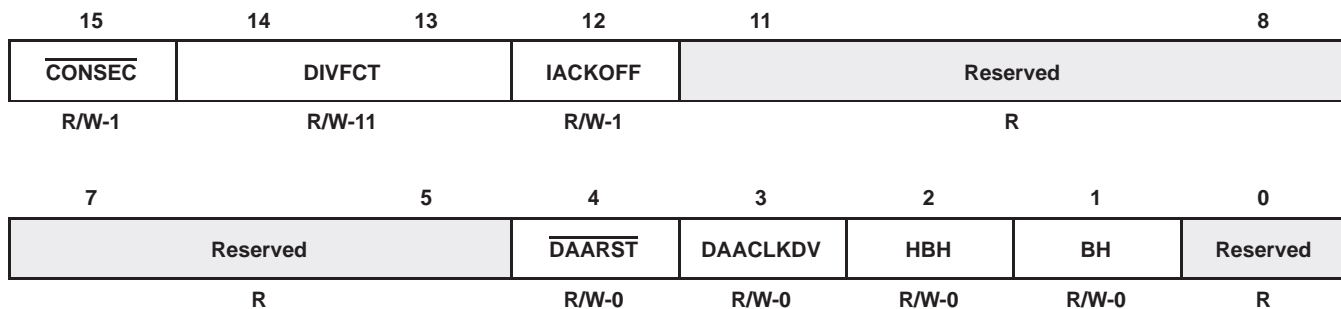 15 14 13 12 11 8
CONSEC DIVFCT IACKOFF Reserved
R/W-1 R/W-11 R/W-1 R
7 5 4 3 2 1 0
Reserved DAARST DAACLKDV HBH BH Reserved
R R/W-0 R/W-0 R/W-0 R/W-0 R